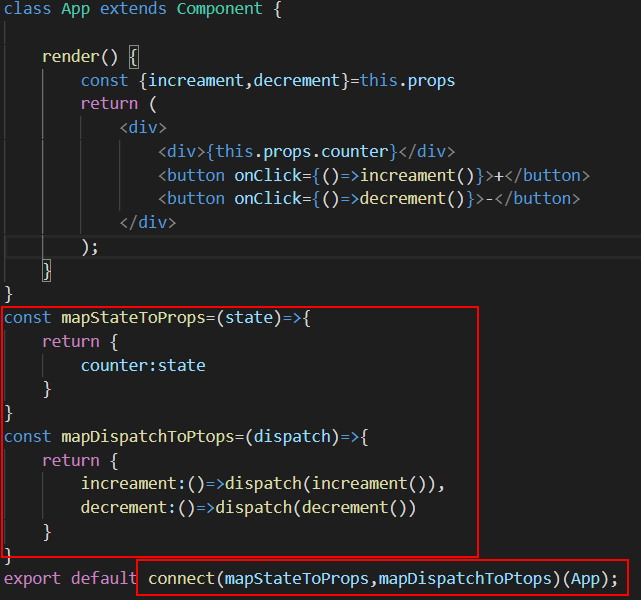 class App extends Component {
render() {
const {increament,decrement}=this.props
return (
<div>
<div>{this.props.counter}</div>
<button onClick={()=>increament()}>+</button>
<button onClick={()=>decrement()}>-</button>
</div>
);
}
}
const mapStateToProps=(state)=>{
return {
counter:state
}
}
const mapDispatchToPtops=(dispatch)=>{
return {
increament:()=>dispatch(increament()),
decrement:()=>dispatch(decrement())
}
}
export default connect(mapStateToProps,mapDispatchToPtops)(App);